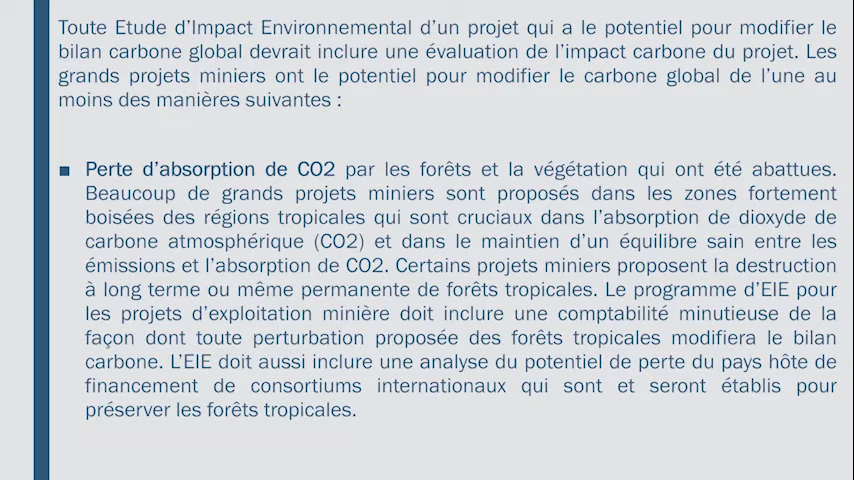 Toute Etude d’Impact Environnemental d’un projet qui a le potentiel pour modifier le
bilan carbone global devrait inclure une évaluation de l’impact carbone du projet. Les
grands projets miniers ont le potentiel pour modifier le carbone global de l’une au
moins des manières suivantes :
■ Perte d’absorption de CO2 par les forêts et la végétation qui ont été abattues.
Beaucoup de grands projets miniers sont proposés dans les zones fortement
boisées des régions tropicales qui sont cruciaux dans l’absorption de dioxyde de
carbone atmosphérique (CO2) et dans le maintien d’un équilibre sain entre les
émissions et l’absorption de CO2. Certains projets miniers proposent la destruction
à long terme ou même permanente de forêts tropicales. Le programme d’EIE pour
les projets d’exploitation minière doit inclure une comptabilité minutieuse de la
façon dont toute perturbation proposée des forêts tropicales modifiera le bilan
carbone. L’EIE doit aussi inclure une analyse du potentiel de perte du pays hôte de
financement de consortiums internationaux qui sont et seront établis pour
préserver les forêts tropicales.